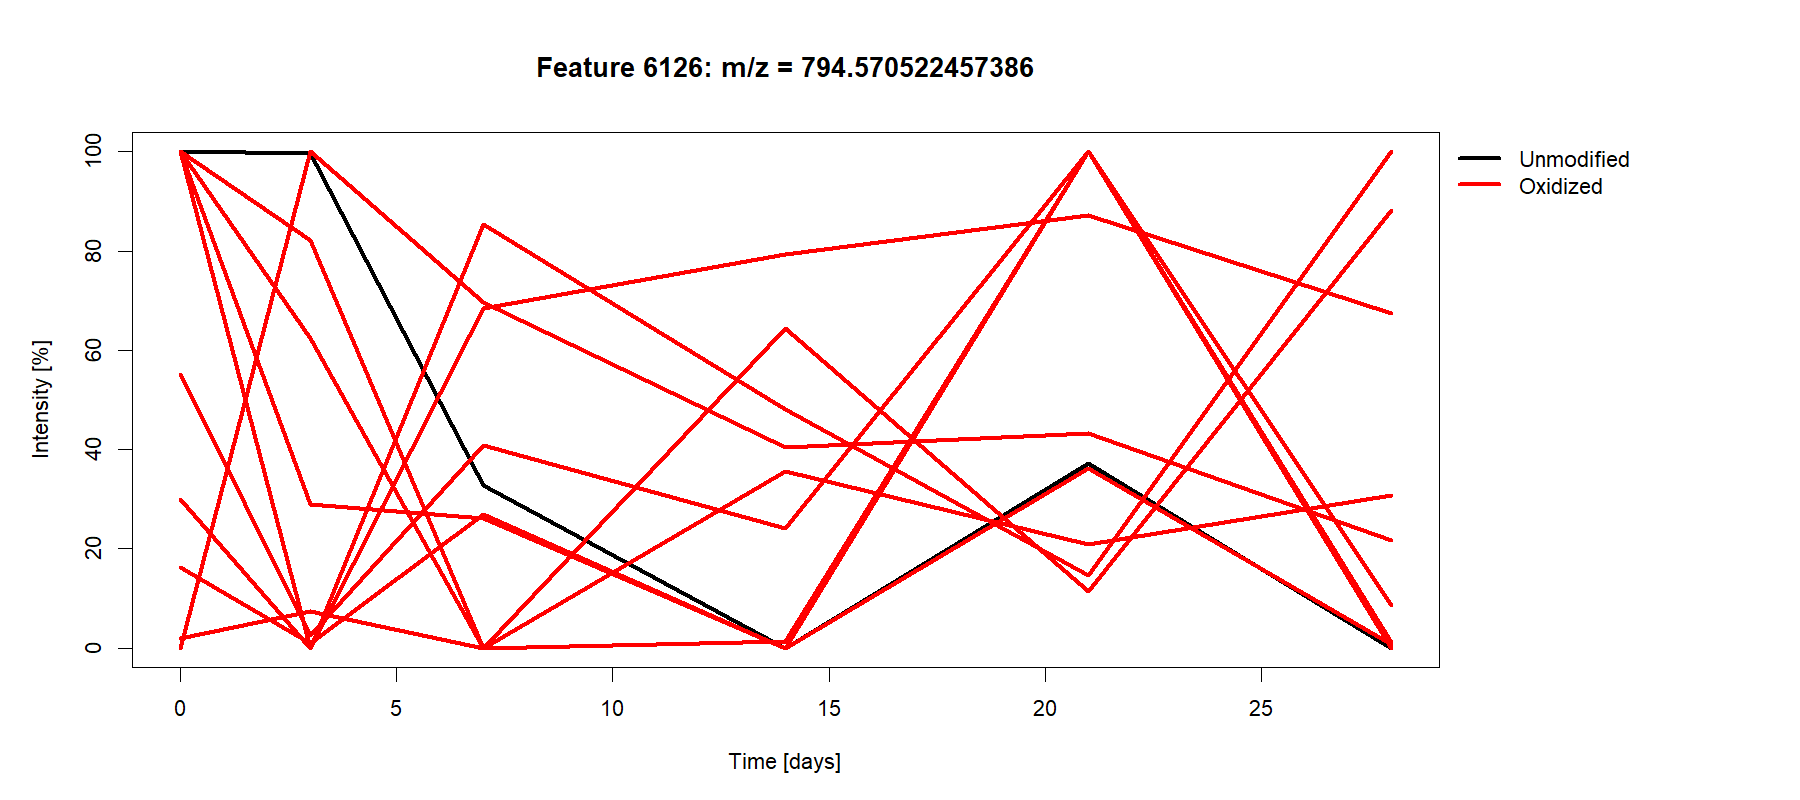 Feature 6126: m/z = 794.570522457386
Unmodified
Oxidized
Intensity [%]
100
80
60
40
20
0
0 5 10 15 20 25
Time [days]